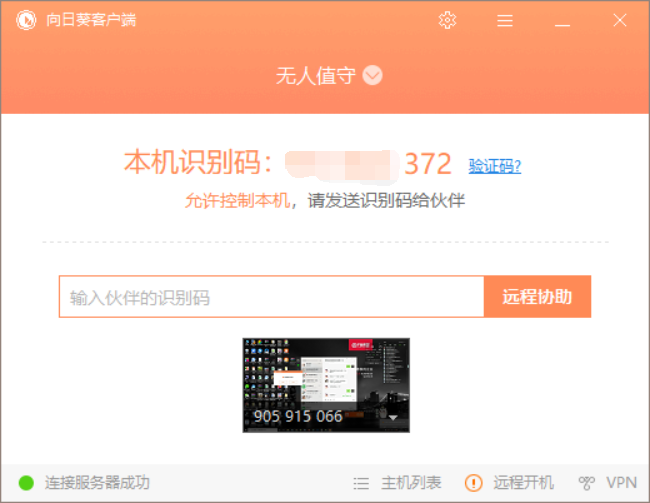 向日葵客户端
无人值守
本机识别码： 372 验证码?
允许控制本机，请发送识别码给伙伴
输入伙伴的识别码 远程协助
905 915 066
连接服务器成功 主机列表 远程开机 VPN